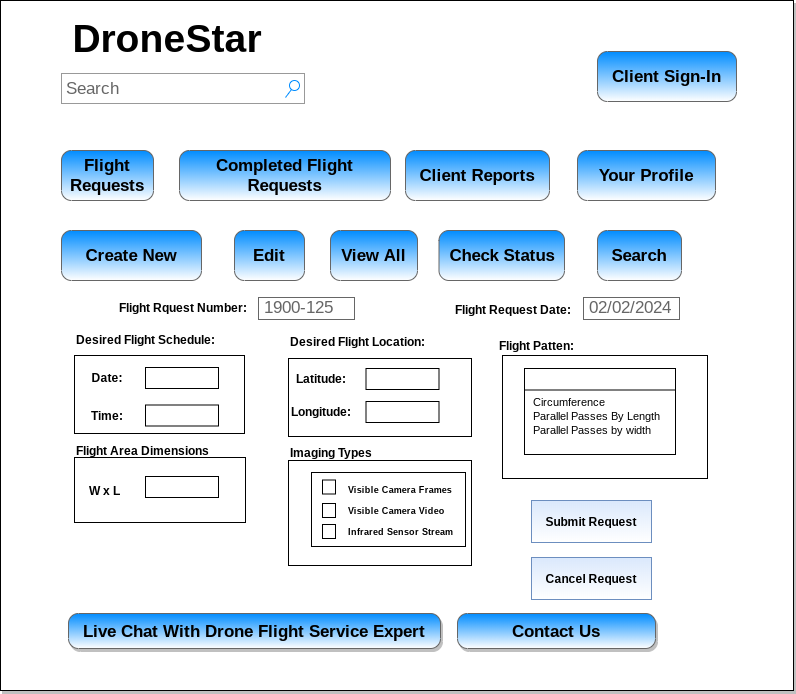 DroneStar
Search
Client Sign-In
Flight
Requests
Completed Flight
Requests
Client Reports
Your Profile
Create New
Edit
View All
Check Status
Search
Flight Rquest Number:
1900-125
Flight Request Date:
02/02/2024
Desired Flight Schedule:
Date:
Time:
Desired Flight Location:
Latitude:
Longitude:
Flight Patten:
Circumference
Parallel Passes By Length
Parallel Passes by width
Flight Area Dimensions
W x L
Imaging Types
Visible Camera Frames
Visible Camera Video
Infrared Sensor Stream
Submit Request
Cancel Request
Live Chat With Drone Flight Service Expert
Contact Us